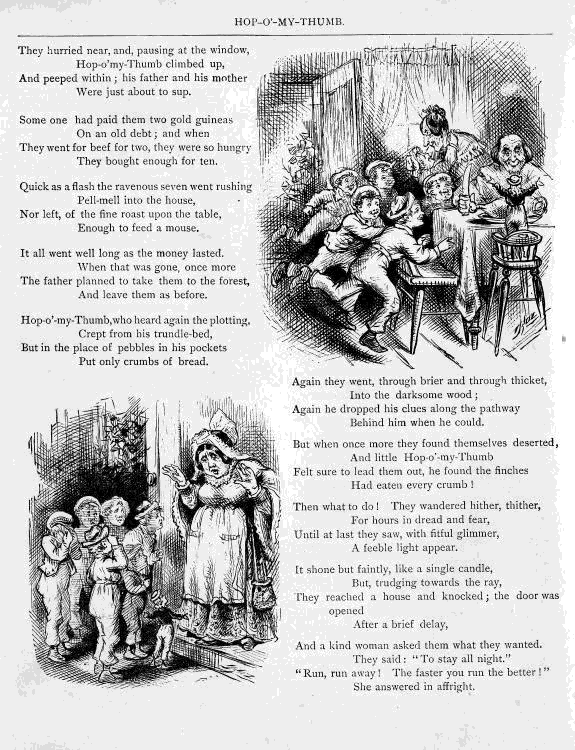 HOP-O'-MY-THUMB.
They hurried near, and, pausing at the window,
Hop-o'my-Thumb climbed up,
And peeped within; his father and his mother
Were just about to sup.
Some one had paid them two gold guineas
On an old debt; and when
They went for beef for two, they were so hungry
They bought enough for ten.
Quick as a flash the ravenous seven went rushing
Pell-mell into the house,
Nor left, of the fine roast upon the table,
Enough to feed a mouse.
It all went well long as the money lasted.
When that was gone, once more
The father planned to take them to the forest,
And leave them as before.
Hop-o'-my-Thumb, who heard again the plotting,
Crept from his trundle-bed,
But in the place of pebbles in his pockets
Put only crumbs of bread.
Again they went, through brier and through thicket,
Into the darksome wood;
Again he dropped his clues along the pathway
Behind him when he could.
But when once more they found themselves deserted,
And little Hop-o'-my-Thumb
Felt sure to lead them out, he found the finches
Had eaten every crumb!
Then what to do! They wandered hither, thither,
For hours in dread and fear,
Until at last they saw, with fitful glimmer,
A feeble light appear.
It shone but faintly, like a single candle,
But, trudging towards the ray,
They reached a house and knocked; the door was
opened
After a brief delay,
And a kind woman asked them what they wanted.
They said: "To stay all night."
"Run, run away! The faster you run the better!"
She answered in affright.